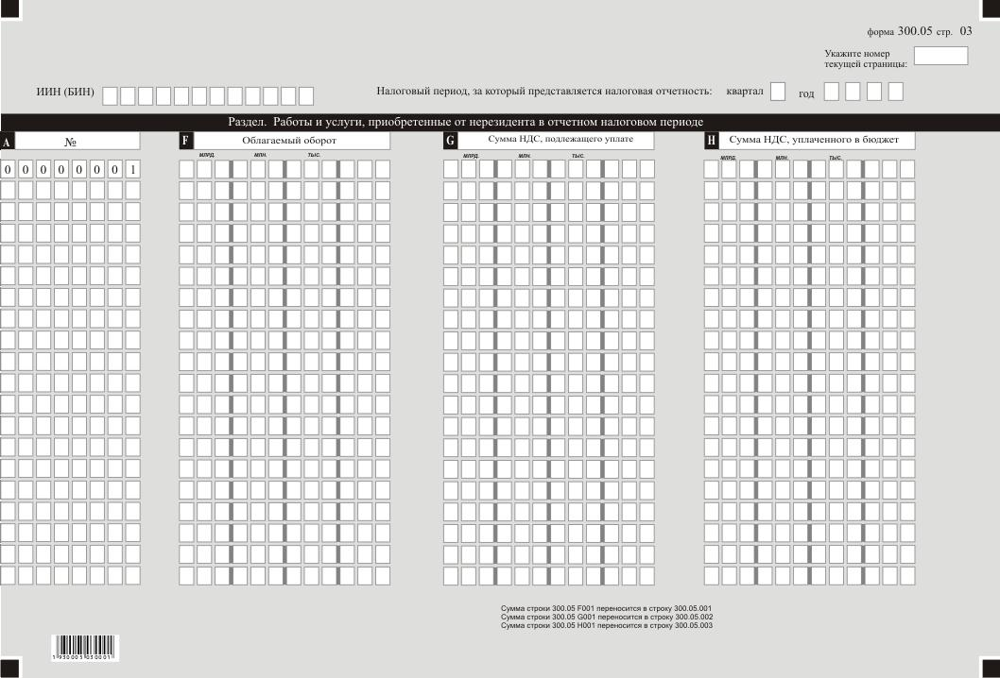 форма 300.05 стр. 03
Укажите номер
текущей страницы:
ИИН (БИН)
Налоговый период, за который представляется налоговая отчетность: квартал год
Раздел. Работы и услуги, приобретенные от нерезидента в отчетном налоговом периоде
A № F Облагаемый оборот G Сумма НДС, подлежащего уплате H Сумма НДС, уплаченного в бюджет
МЛРД. МЛН. ТЫС. МЛРД. МЛН. ТЫС. МЛРД. МЛН. ТЫС.
0 0 0 0 0 0 0 1
Сумма строки 300.05 F001 переносится в строку 300.05.001
Сумма строки 300.05 G001 переносится в строку 300.05.002
Сумма строки 300.05 H001 переносится в строку 300.05.003
1930005030001